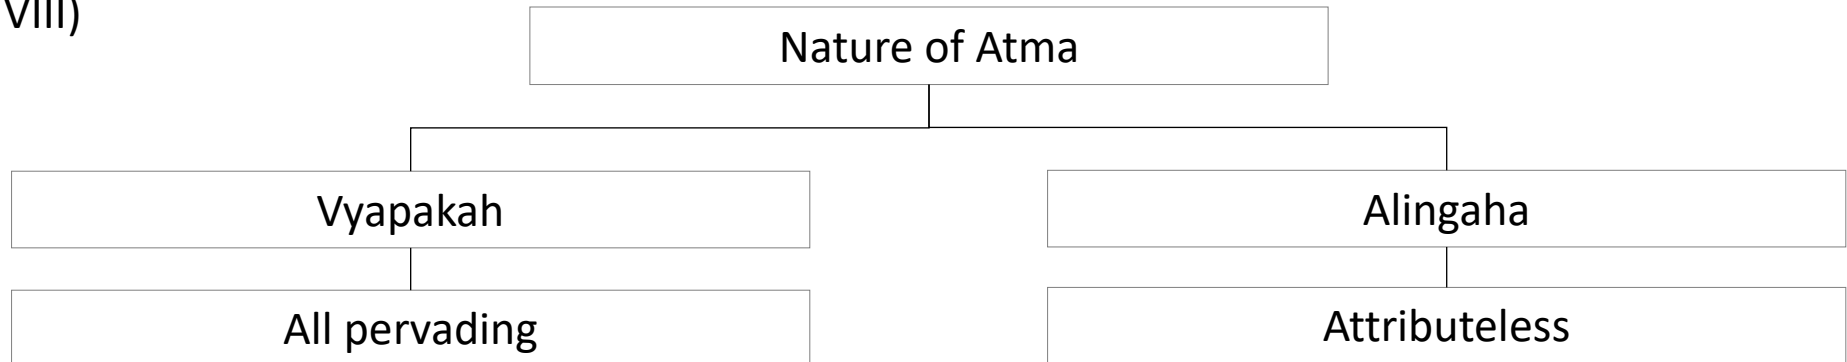 VIII)
Nature of Atma
Vyapakah
Alingaha
All pervading
Attributeless